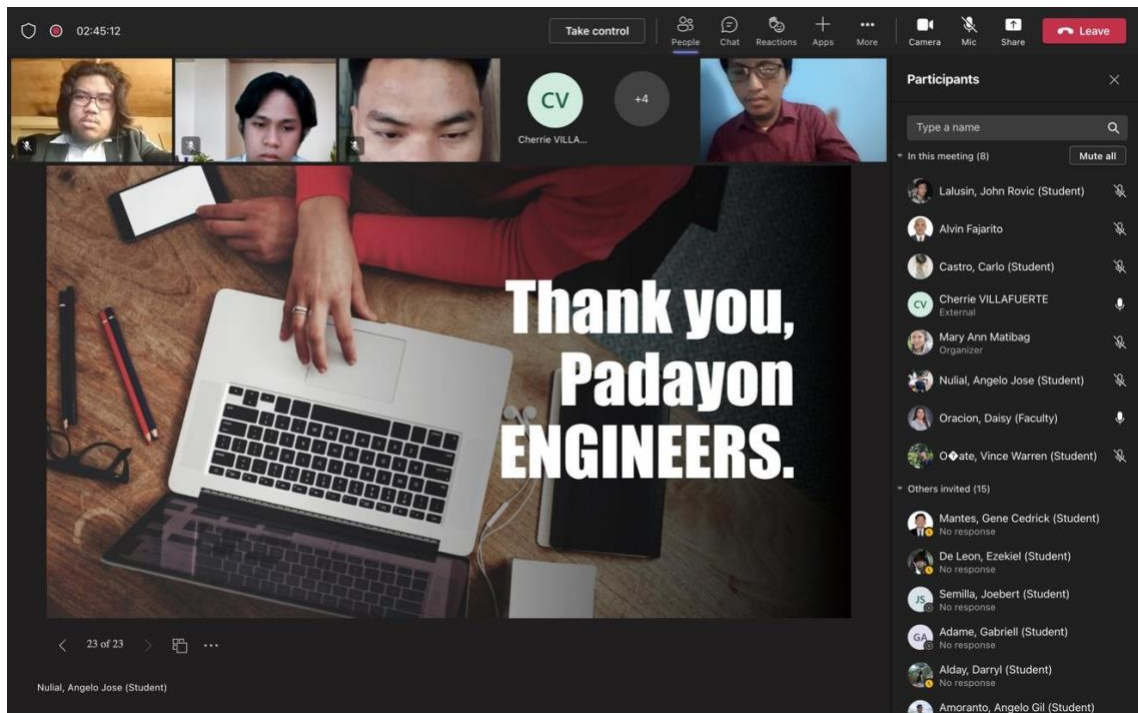 02:45:12
Take control
People
Chat
Reactions
Apps
More
Camera
Mic
Share
Leave
CV
Cherrie VILLA...
+4
Thank you,
Padayon
ENGINEERS.
23 of 23
Nulial, Angelo Jose (Student)
Participants
Type a name
In this meeting (8)
Mute all
Lalusin, John Rovic (Student)
Alvin Fajarito
Castro, Carlo (Student)
CV
Cherrie VILLAFUERTE
External
Mary Ann Matibag
Organizer
Nulial, Angelo Jose (Student)
Oracion, Daisy (Faculty)
O�ate, Vince Warren (Student)
Others invited (15)
Mantes, Gene Cedrick (Student)
No response
De Leon, Ezekiel (Student)
No response
JS
Semilla, Joebert (Student)
No response
GA
Adame, Gabriell (Student)
No response
Alday, Darryl (Student)
No response
Amoranto, Angelo Gil (Student)